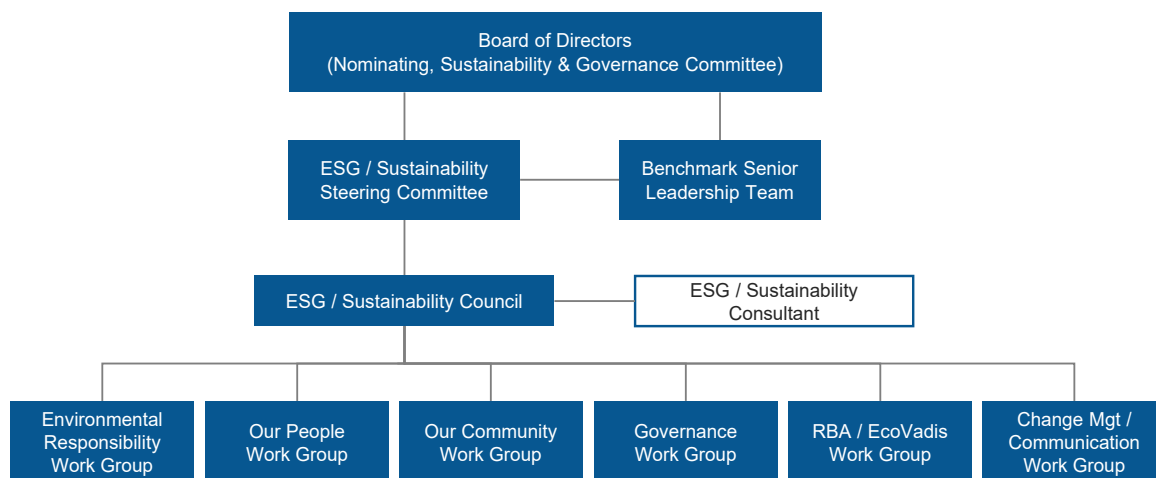 Board of Directors
(Nominating, Sustainability & Governance Committee)
ESG / Sustainability
Steering Committee
Benchmark Senior
Leadership Team
ESG / Sustainability Council
ESG / Sustainability
Consultant
Environmental
Responsibility
Work Group
Our People
Work Group
Our Community
Work Group
Governance
Work Group
RBA / EcoVadis
Work Group
Change Mgt /
Communication
Work Group